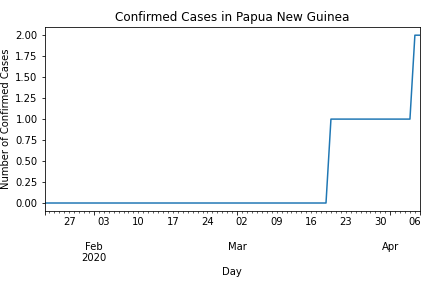 Confirmed Cases in Papua New Guinea
Number of Confirmed Cases
2.00
1.75
1.50
1.25
1.00
0.75
0.50
0.25
0.00
27 03 10 17 24 02 09 16 23 30 06
Feb Mar Apr
2020
Day